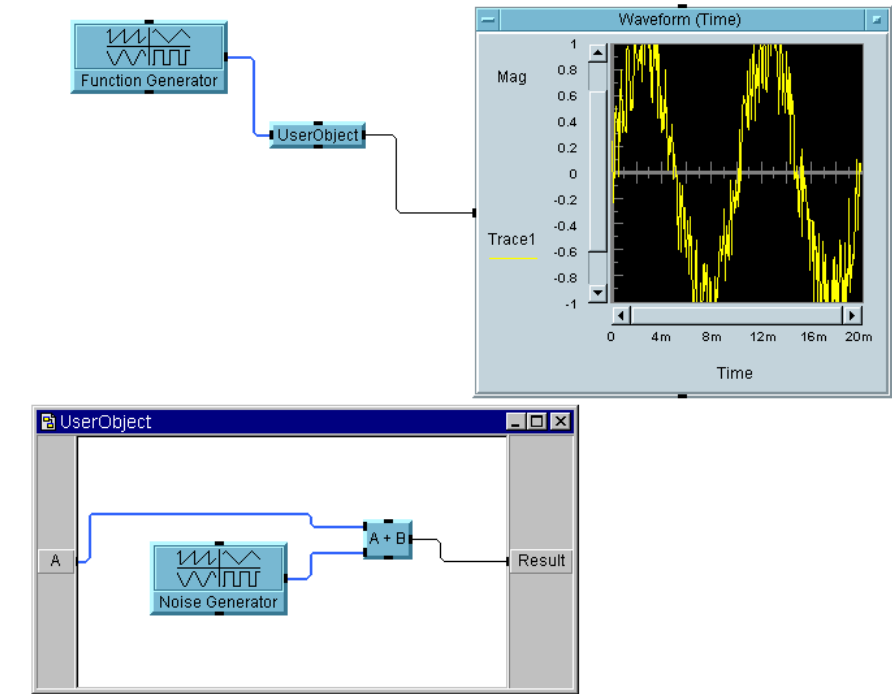 Waveform (Time)
Function Generator
UserObject
Mag
1
0.8
0.6
0.4
0.2
0
-0.2
-0.4
-0.6
-0.8
-1
Trace1
0 4m 8m 12m 16m 20m
Time
UserObject
A
A + B
Noise Generator
Result